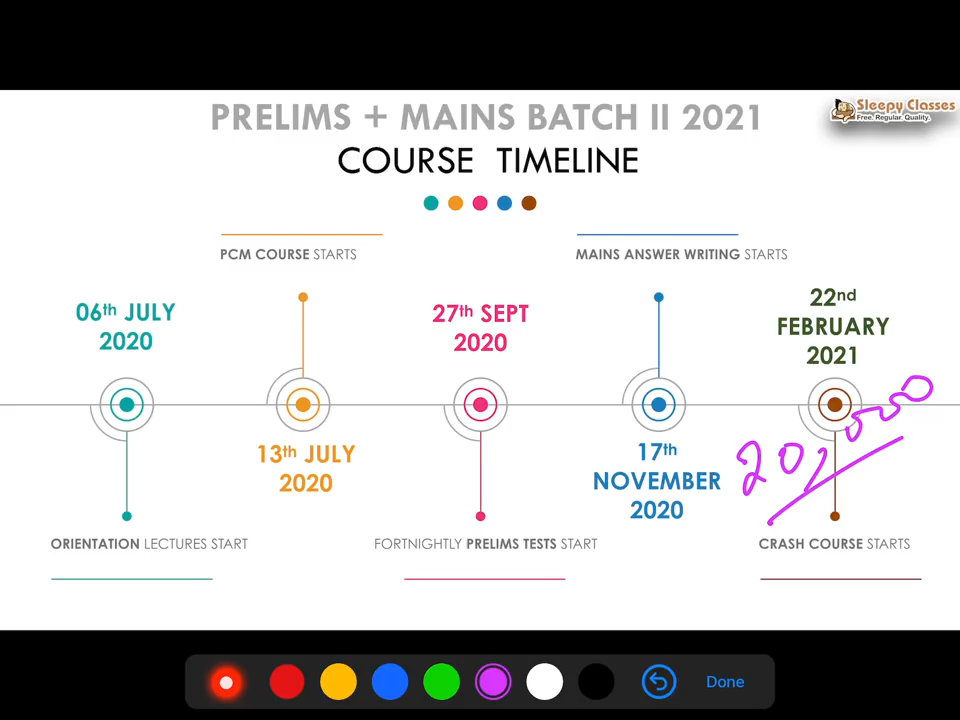 PRELIMS + MAINS BATCH II 2021
COURSE TIMELINE
Sleepy Classes
Free. Regular. Quality.
PCM COURSE STARTS
MAINS ANSWER WRITING STARTS
06th JULY
2020
27th SEPT
2020
22nd
FEBRUARY
2021
13th JULY
2020
17th
NOVEMBER
2020
20,000
ORIENTATION LECTURES START
FORTNIGHTLY PRELIMS TESTS START
CRASH COURSE STARTS
Done